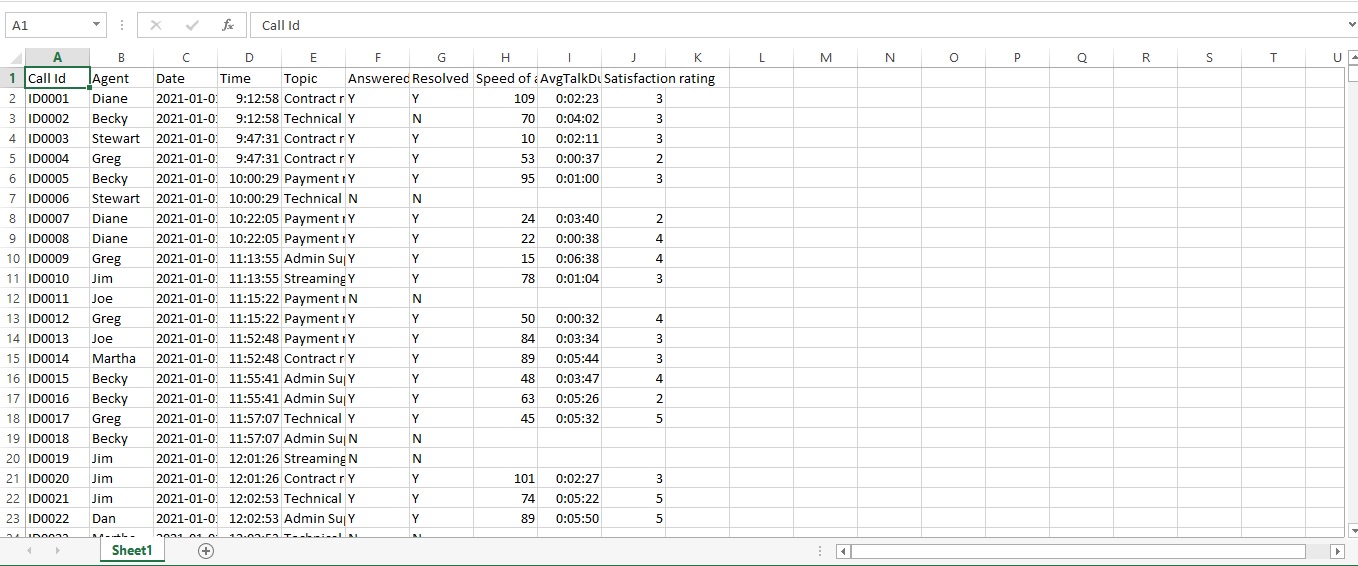 A1 fx Call Id
A B C D E F G H I J K L M N O P Q R S T U
1 Call Id Agent Date Time Topic Answered Resolved Speed of a AvgTalkDu Satisfaction rating
2 ID0001 Diane 2021-01-0 9:12:58 Contract r Y Y 109 0:02:23 3
3 ID0002 Becky 2021-01-0 9:12:58 Technical Y N 70 0:04:02 3
4 ID0003 Stewart 2021-01-0 9:47:31 Contract r Y Y 10 0:02:11 3
5 ID0004 Greg 2021-01-0 9:47:31 Contract r Y Y 53 0:00:37 2
6 ID0005 Becky 2021-01-0 10:00:29 Payment r Y Y 95 0:01:00 3
7 ID0006 Stewart 2021-01-0 10:00:29 Technical N N
8 ID0007 Diane 2021-01-0 10:22:05 Payment r Y Y 24 0:03:40 2
9 ID0008 Diane 2021-01-0 10:22:05 Payment r Y Y 22 0:00:38 4
10 ID0009 Greg 2021-01-0 11:13:55 Admin Su Y Y 15 0:06:38 4
11 ID0010 Jim 2021-01-0 11:13:55 Streaming Y Y 78 0:01:04 3
12 ID0011 Joe 2021-01-0 11:15:22 Payment r N N
13 ID0012 Greg 2021-01-0 11:15:22 Payment r Y Y 50 0:00:32 4
14 ID0013 Joe 2021-01-0 11:52:48 Payment r Y Y 84 0:03:34 3
15 ID0014 Martha 2021-01-0 11:52:48 Contract r Y Y 89 0:05:44 3
16 ID0015 Becky 2021-01-0 11:55:41 Admin Su Y Y 48 0:03:47 4
17 ID0016 Becky 2021-01-0 11:55:41 Admin Su Y Y 63 0:05:26 2
18 ID0017 Greg 2021-01-0 11:57:07 Technical Y Y 45 0:05:32 5
19 ID0018 Becky 2021-01-0 11:57:07 Admin Su N N
20 ID0019 Jim 2021-01-0 12:01:26 Streaming N N
21 ID0020 Jim 2021-01-0 12:01:26 Contract r Y Y 101 0:02:27 3
22 ID0021 Jim 2021-01-0 12:02:53 Technical Y Y 74 0:05:22 5
23 ID0022 Dan 2021-01-0 12:02:53 Admin Su Y Y 89 0:05:50 5
Sheet1